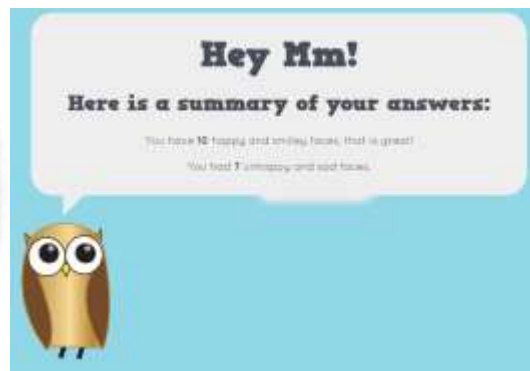 Hey Mm!
Here is a summary of your answers:
You have 10 happy and smiley faces, that is great!
You had 7 unhappy and sad faces.